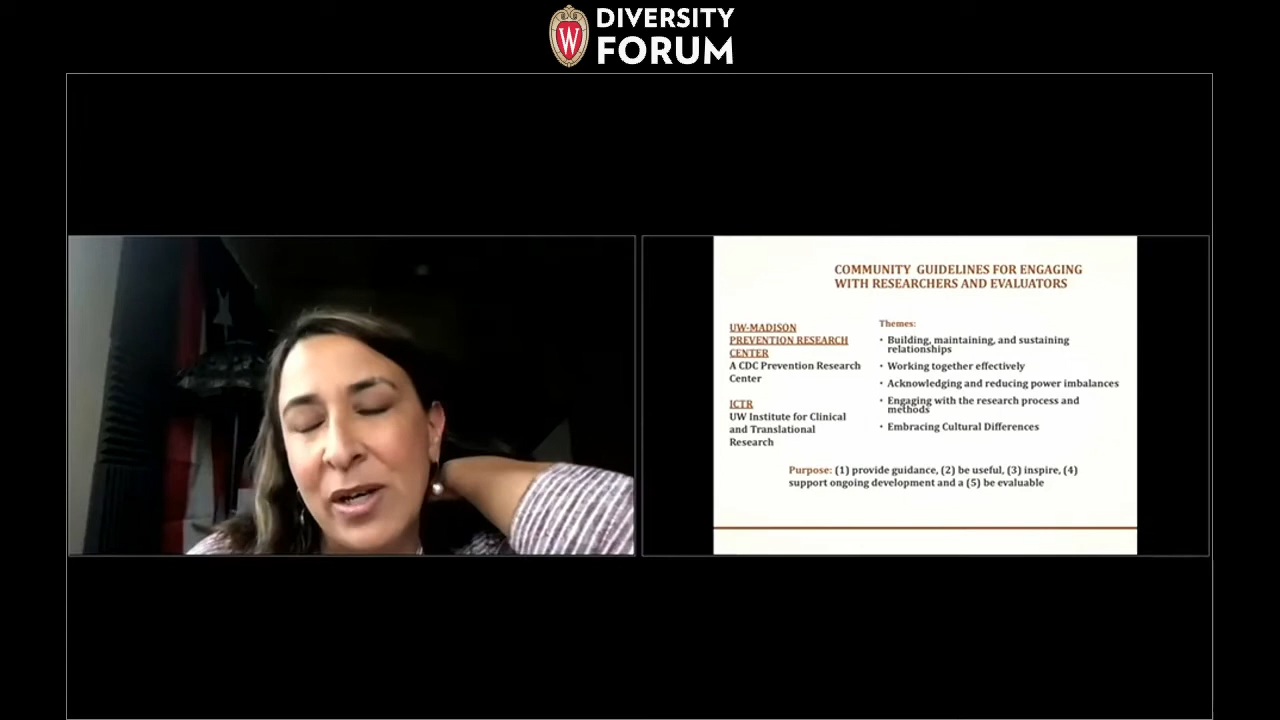 W DIVERSITY
FORUM
COMMUNITY GUIDELINES FOR ENGAGING
WITH RESEARCHERS AND EVALUATORS
UW-MADISON
PREVENTION RESEARCH
CENTER
A CDC Prevention Research
Center
ICTR
UW Institute for Clinical
and Translational
Research
Themes:
• Building, maintaining, and sustaining
relationships
• Working together effectively
• Acknowledging and reducing power imbalances
• Engaging with the research process and
methods
• Embracing Cultural Differences
Purpose: (1) provide guidance, (2) be useful, (3) inspire, (4)
support ongoing development and a (5) be evaluable